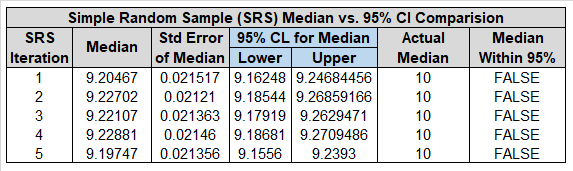 Simple Random Sample (SRS) Median vs. 95% CI Comparision
SRS Iteration Median Std Error of Median 95% CL for Median Lower Upper Actual Median Median Within 95%
1 9.20467 0.021517 9.16248 9.24684456 10 FALSE
2 9.22702 0.02121 9.18544 9.26859166 10 FALSE
3 9.22107 0.021363 9.17919 9.2629471 10 FALSE
4 9.22881 0.02146 9.18681 9.2709486 10 FALSE
5 9.19747 0.021356 9.1556 9.2393 10 FALSE